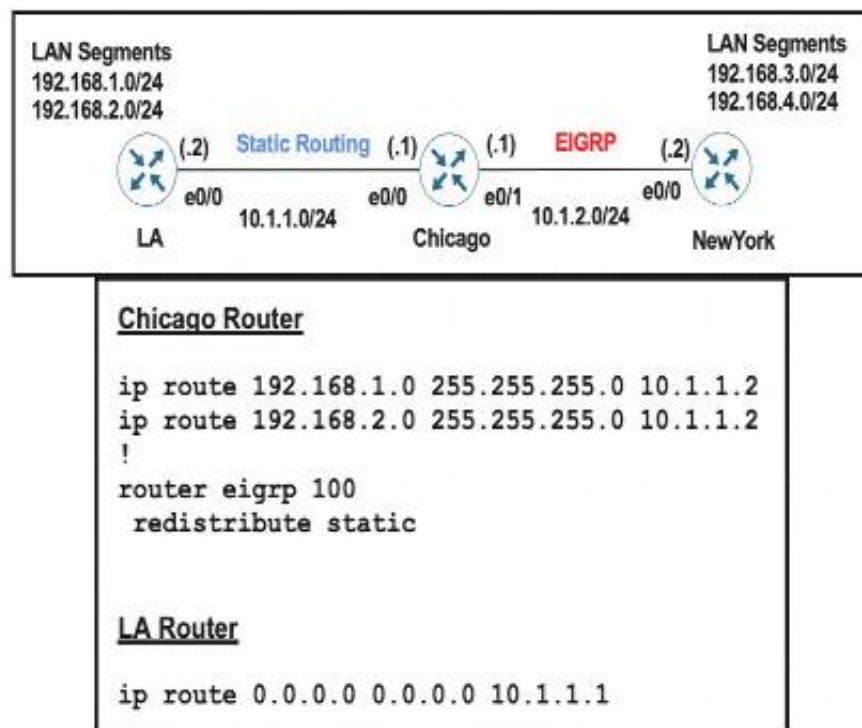 LAN Segments
192.168.1.0/24
192.168.2.0/24
LAN Segments
192.168.3.0/24
192.168.4.0/24
(.2) Static Routing (.1) (.1) EIGRP (.2)
e0/0 10.1.1.0/24 e0/0 e0/1 10.1.2.0/24 e0/0
LA Chicago NewYork
Chicago Router
ip route 192.168.1.0 255.255.255.0 10.1.1.2
ip route 192.168.2.0 255.255.255.0 10.1.1.2
!
router eigrp 100
redistribute static
LA Router
ip route 0.0.0.0 0.0.0.0 10.1.1.1